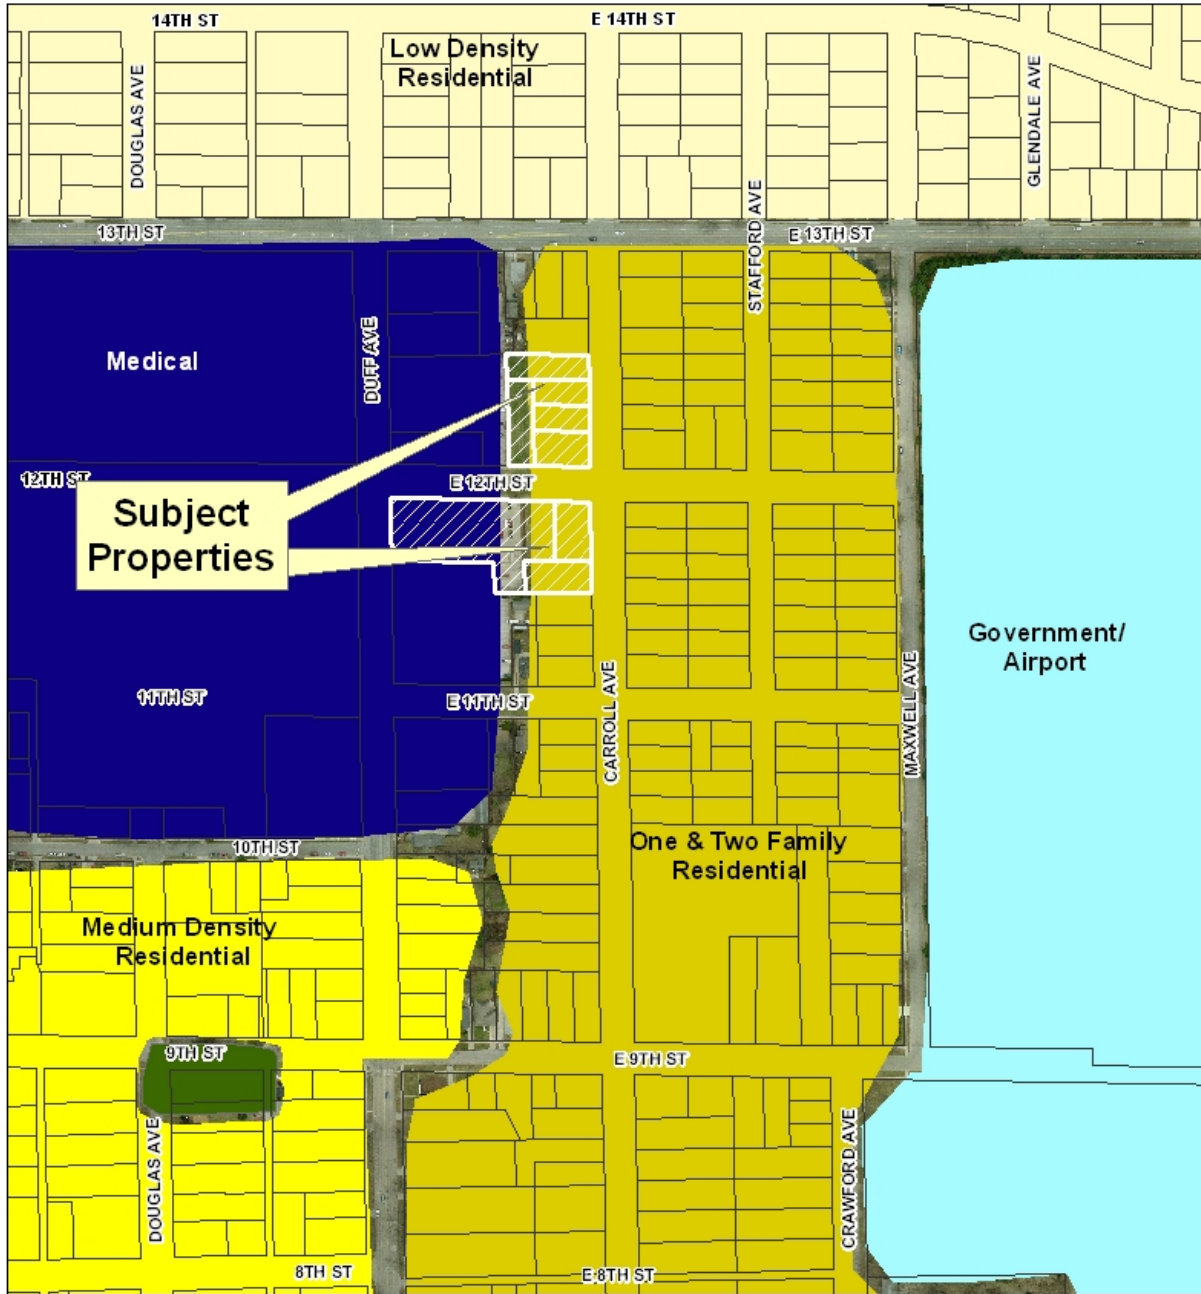 14TH ST
E 14TH ST
Low Density
Residential
DOUGLAS AVE
GLENDALE AVE
STAFFORD AVE
13TH ST
E 13TH ST
Medical
DUFF AVE
12TH ST
E 12TH ST
Subject
Properties
Government/
Airport
11TH ST
E 11TH ST
CARROLL AVE
MAXWELL AVE
10TH ST
One & Two Family
Residential
Medium Density
Residential
9TH ST
E 9TH ST
DOUGLAS AVE
CRAWFORD AVE
8TH ST
E 8TH ST